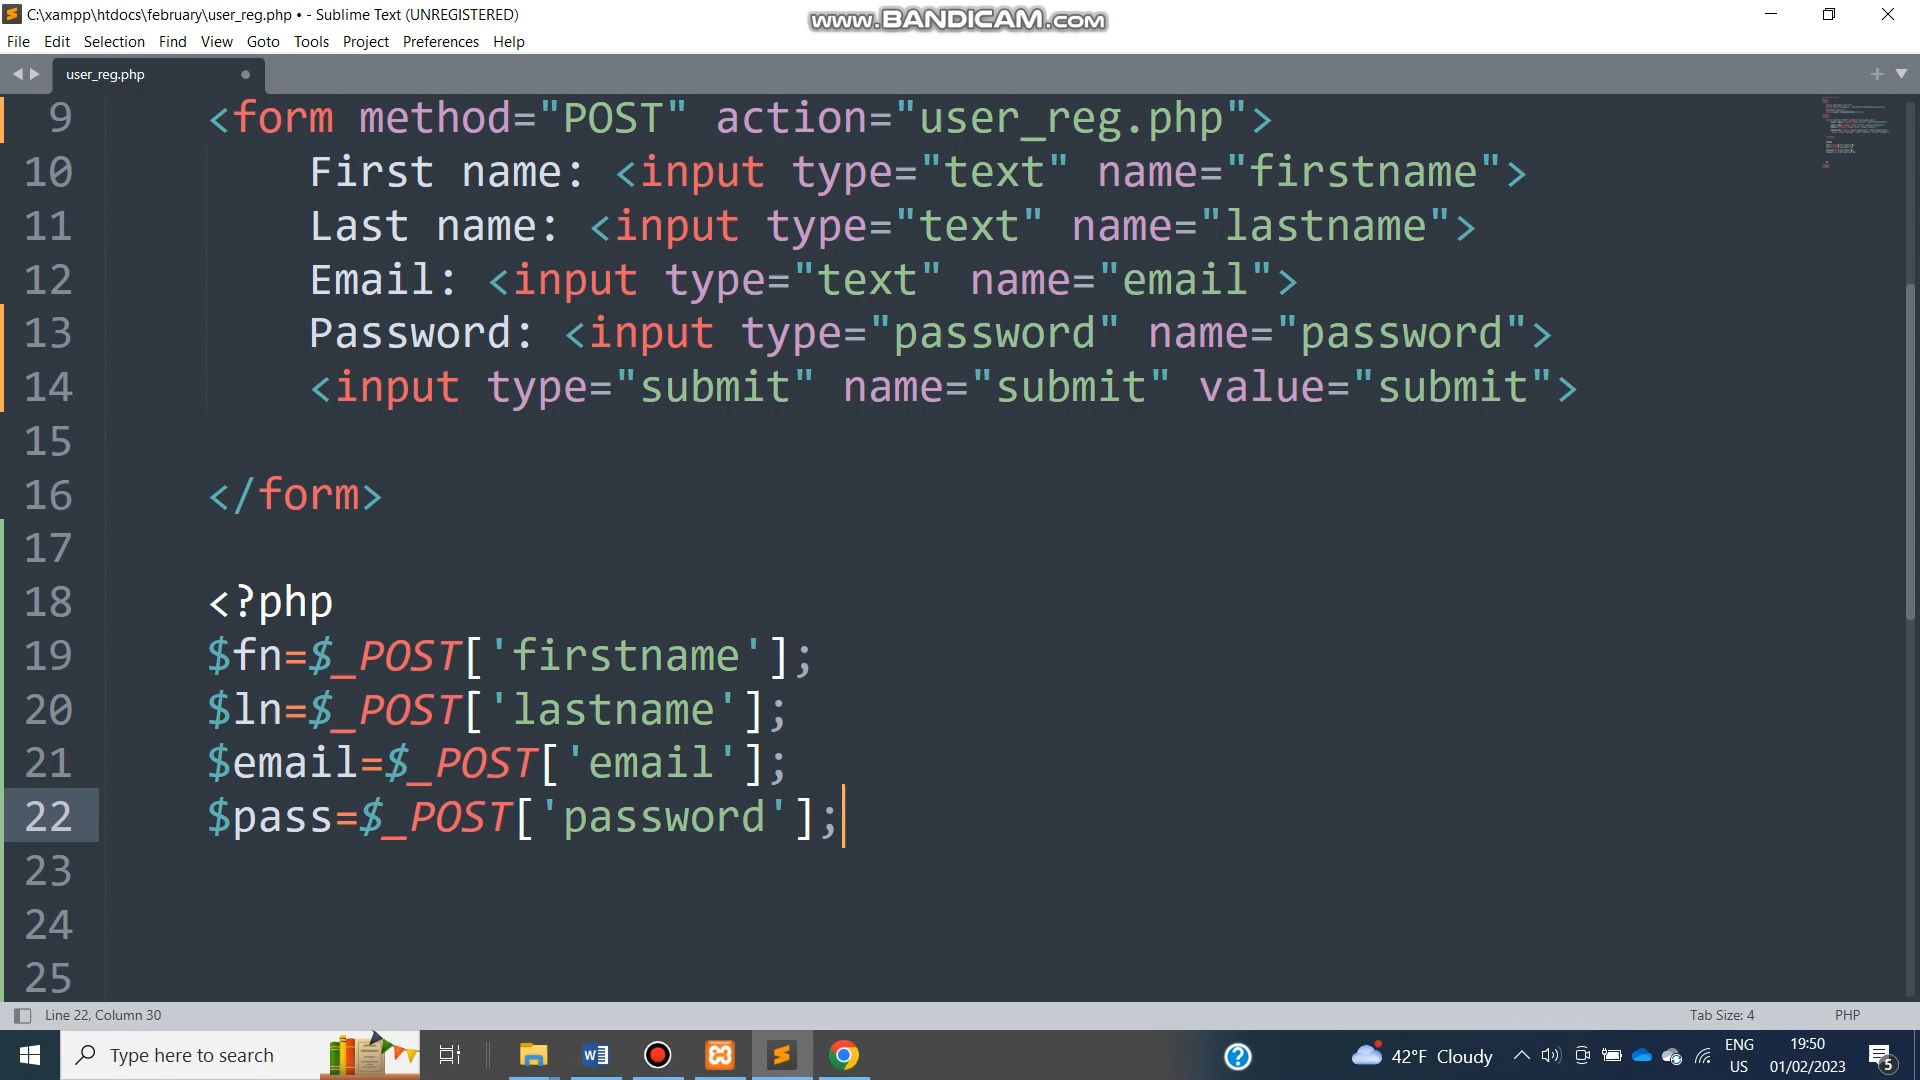 C:\xampp\htdocs\february\user_reg.php • - Sublime Text (UNREGISTERED)
www.BANDICAM.com
File Edit Selection Find View Goto Tools Project Preferences Help
user_reg.php
9 <form method="POST" action="user_reg.php">
10 First name: <input type="text" name="firstname">
11 Last name: <input type="text" name="lastname">
12 Email: <input type="text" name="email">
13 Password: <input type="password" name="password">
14 <input type="submit" name="submit" value="submit">
15
16 </form>
17
18 <?php
19 $fn=$_POST['firstname'];
20 $ln=$_POST['lastname'];
21 $email=$_POST['email'];
22 $pass=$_POST['password'];
23
24
25
Line 22, Column 30 Tab Size: 4 PHP
Type here to search 42°F Cloudy ENG US 19:50 01/02/2023 5